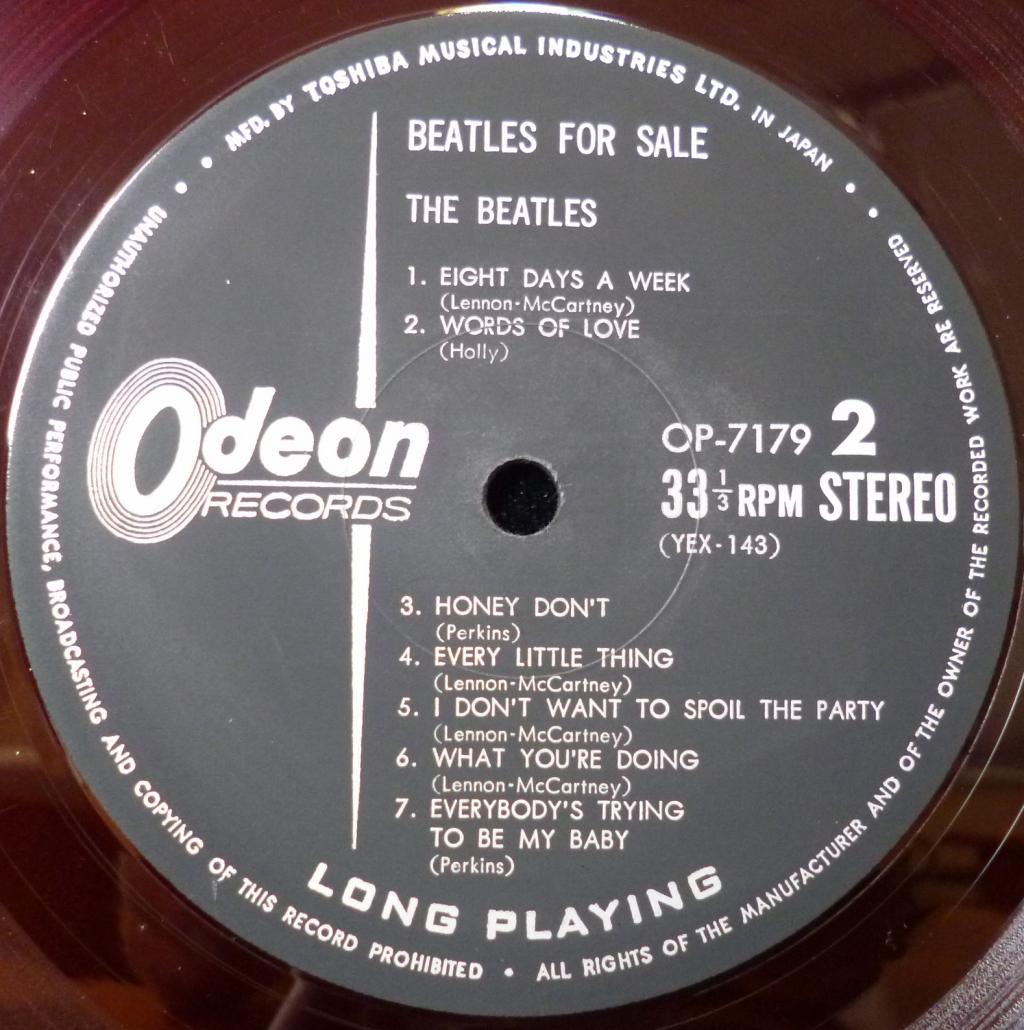 MFD. BY TOSHIBA MUSICAL INDUSTRIES LTD. IN JAPAN
BEATLES FOR SALE
THE BEATLES
1. EIGHT DAYS A WEEK
(Lennon-McCartney)
2. WORDS OF LOVE
(Holly)
Odeon
RECORDS
OP-7179 2
33 1/3 RPM STEREO
(YEX-143)
3. HONEY DON'T
(Perkins)
4. EVERY LITTLE THING
(Lennon-McCartney)
5. I DON'T WANT TO SPOIL THE PARTY
(Lennon-McCartney)
6. WHAT YOU'RE DOING
(Lennon-McCartney)
7. EVERYBODY'S TRYING
TO BE MY BABY
(Perkins)
LONG PLAYING
UNAUTHORIZED PUBLIC PERFORMANCE, BROADCASTING AND COPYING OF THIS RECORD PROHIBITED • ALL RIGHTS OF THE MANUFACTURER AND OF THE OWNER OF THE RECORDED WORK ARE RESERVED